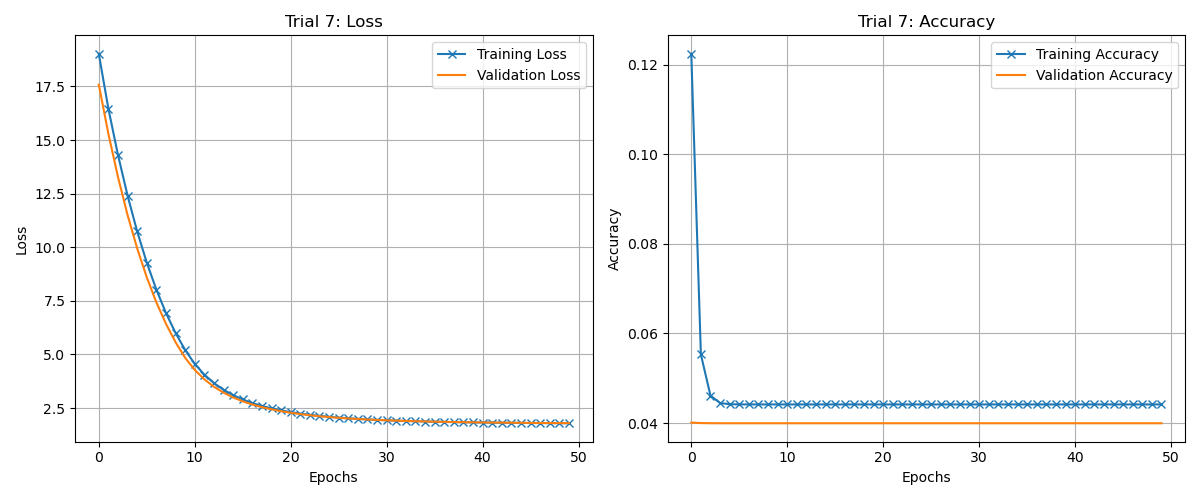 Trial 7: Loss
Training Loss
Validation Loss
17.5
15.0
12.5
10.0
7.5
5.0
2.5
Loss
0 10 20 30 40 50
Epochs
Trial 7: Accuracy
Training Accuracy
Validation Accuracy
0.12
0.10
0.08
0.06
0.04
Accuracy
0 10 20 30 40 50
Epochs